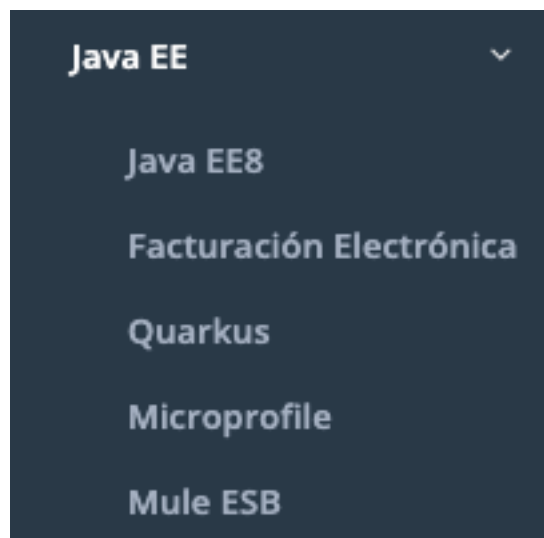 Java EE
Java EE8
Facturación Electrónica
Quarkus
Microprofile
Mule ESB